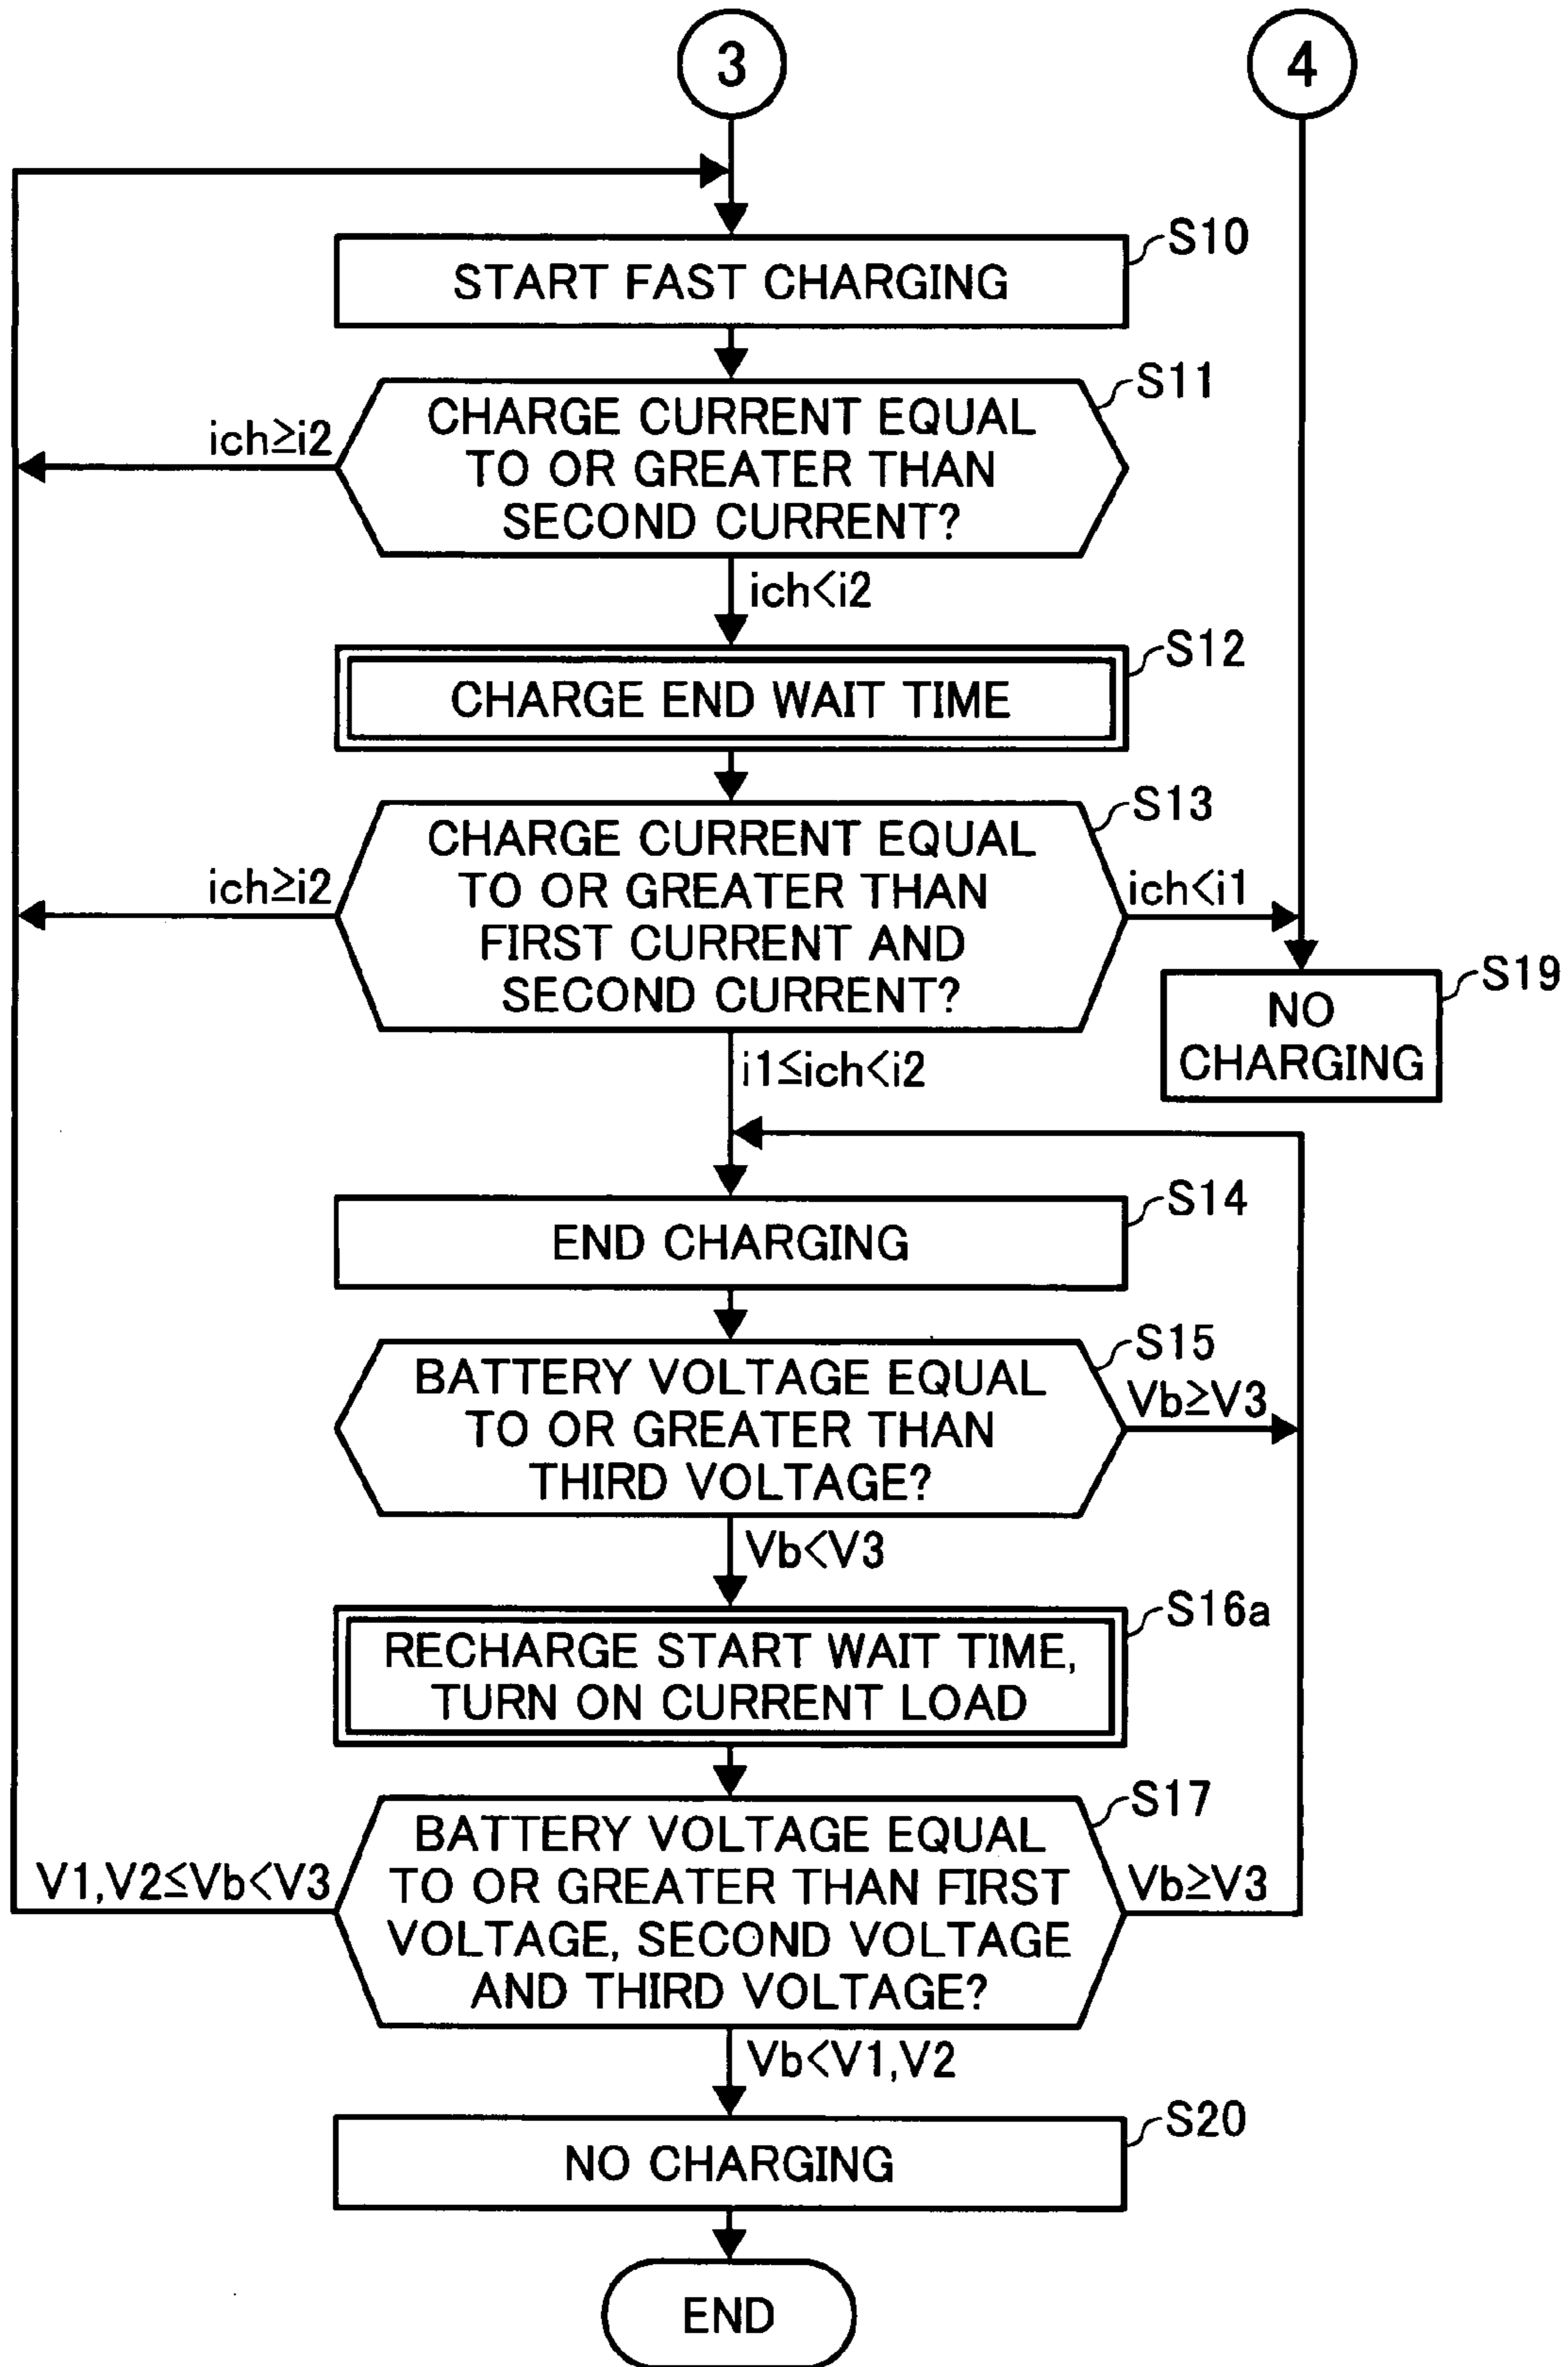 3
4
S10
START FAST CHARGING
S11
CHARGE CURRENT EQUAL
TO OR GREATER THAN
SECOND CURRENT?
ich≥i2
ich<i2
S12
CHARGE END WAIT TIME
S13
CHARGE CURRENT EQUAL
TO OR GREATER THAN
FIRST CURRENT AND
SECOND CURRENT?
ich≥i2
ich<i1
S19
NO
CHARGING
i1≤ich<i2
S14
END CHARGING
S15
BATTERY VOLTAGE EQUAL
TO OR GREATER THAN
THIRD VOLTAGE?
Vb≥V3
Vb<V3
S16a
RECHARGE START WAIT TIME,
TURN ON CURRENT LOAD
S17
BATTERY VOLTAGE EQUAL
TO OR GREATER THAN FIRST
VOLTAGE, SECOND VOLTAGE
AND THIRD VOLTAGE?
V1,V2≤Vb<V3
Vb≥V3
Vb<V1,V2
S20
NO CHARGING
END